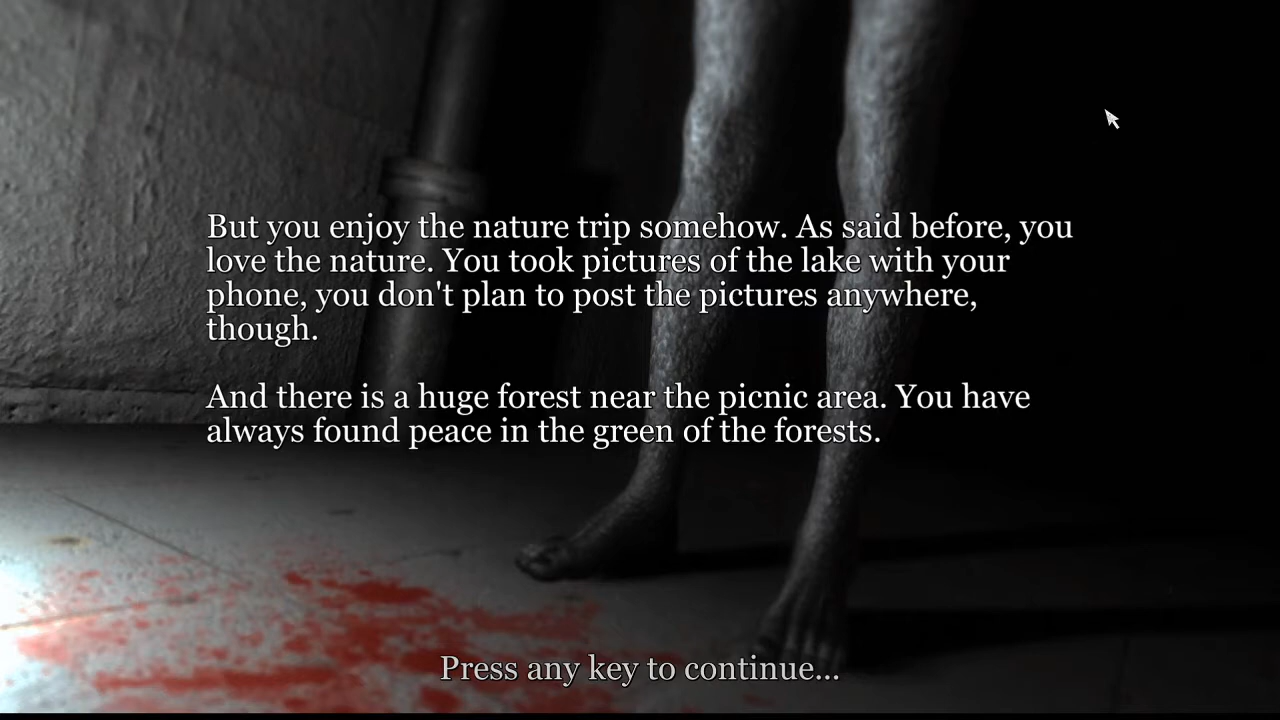 But you enjoy the nature trip somehow. As said before, you
love the nature. You took pictures of the lake with your
phone, you don't plan to post the pictures anywhere,
though.
And there is a huge forest near the picnic area. You have
always found peace in the green of the forests.
Press any key to continue...